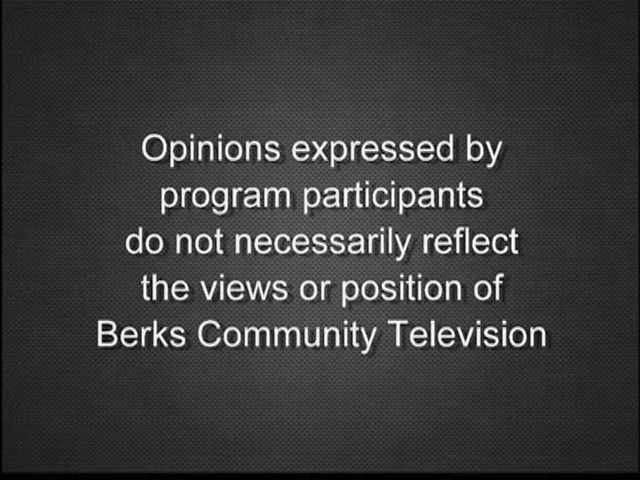 Opinions expressed by
program participants
do not necessarily reflect
the views or position of
Berks Community Television